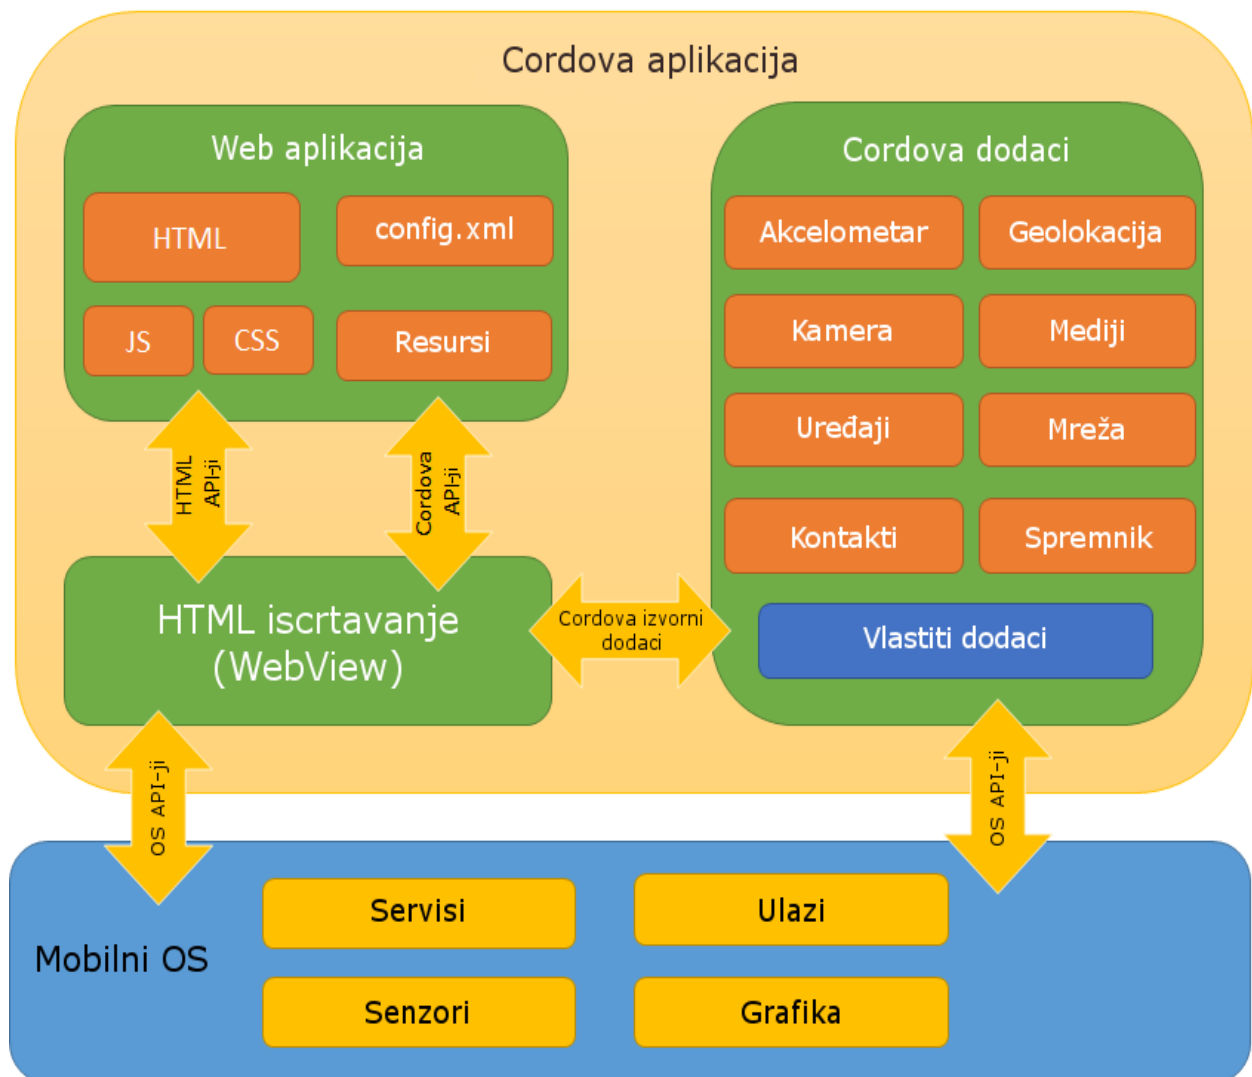 Cordova aplikacija
Web aplikacija
HTML
config.xml
JS
CSS
Resursi
HTML
API-ji
Cordova
API-ji
HTML iscrtavanje
(WebView)
Cordova izvorni
dodaci
Cordova dodaci
Akcelometar
Geolokacija
Kamera
Mediji
Uređaji
Mreža
Kontakti
Spremnik
Vlastiti dodaci
OS API-ji
OS API-ji
Mobilni OS
Servisi
Ulazi
Senzori
Grafika